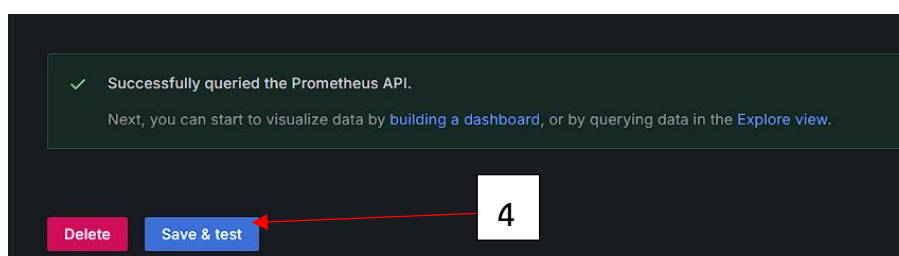 Successfully queried the Prometheus API.
Next, you can start to visualize data by building a dashboard, or by querying data in the Explore view.
4
Delete Save & test